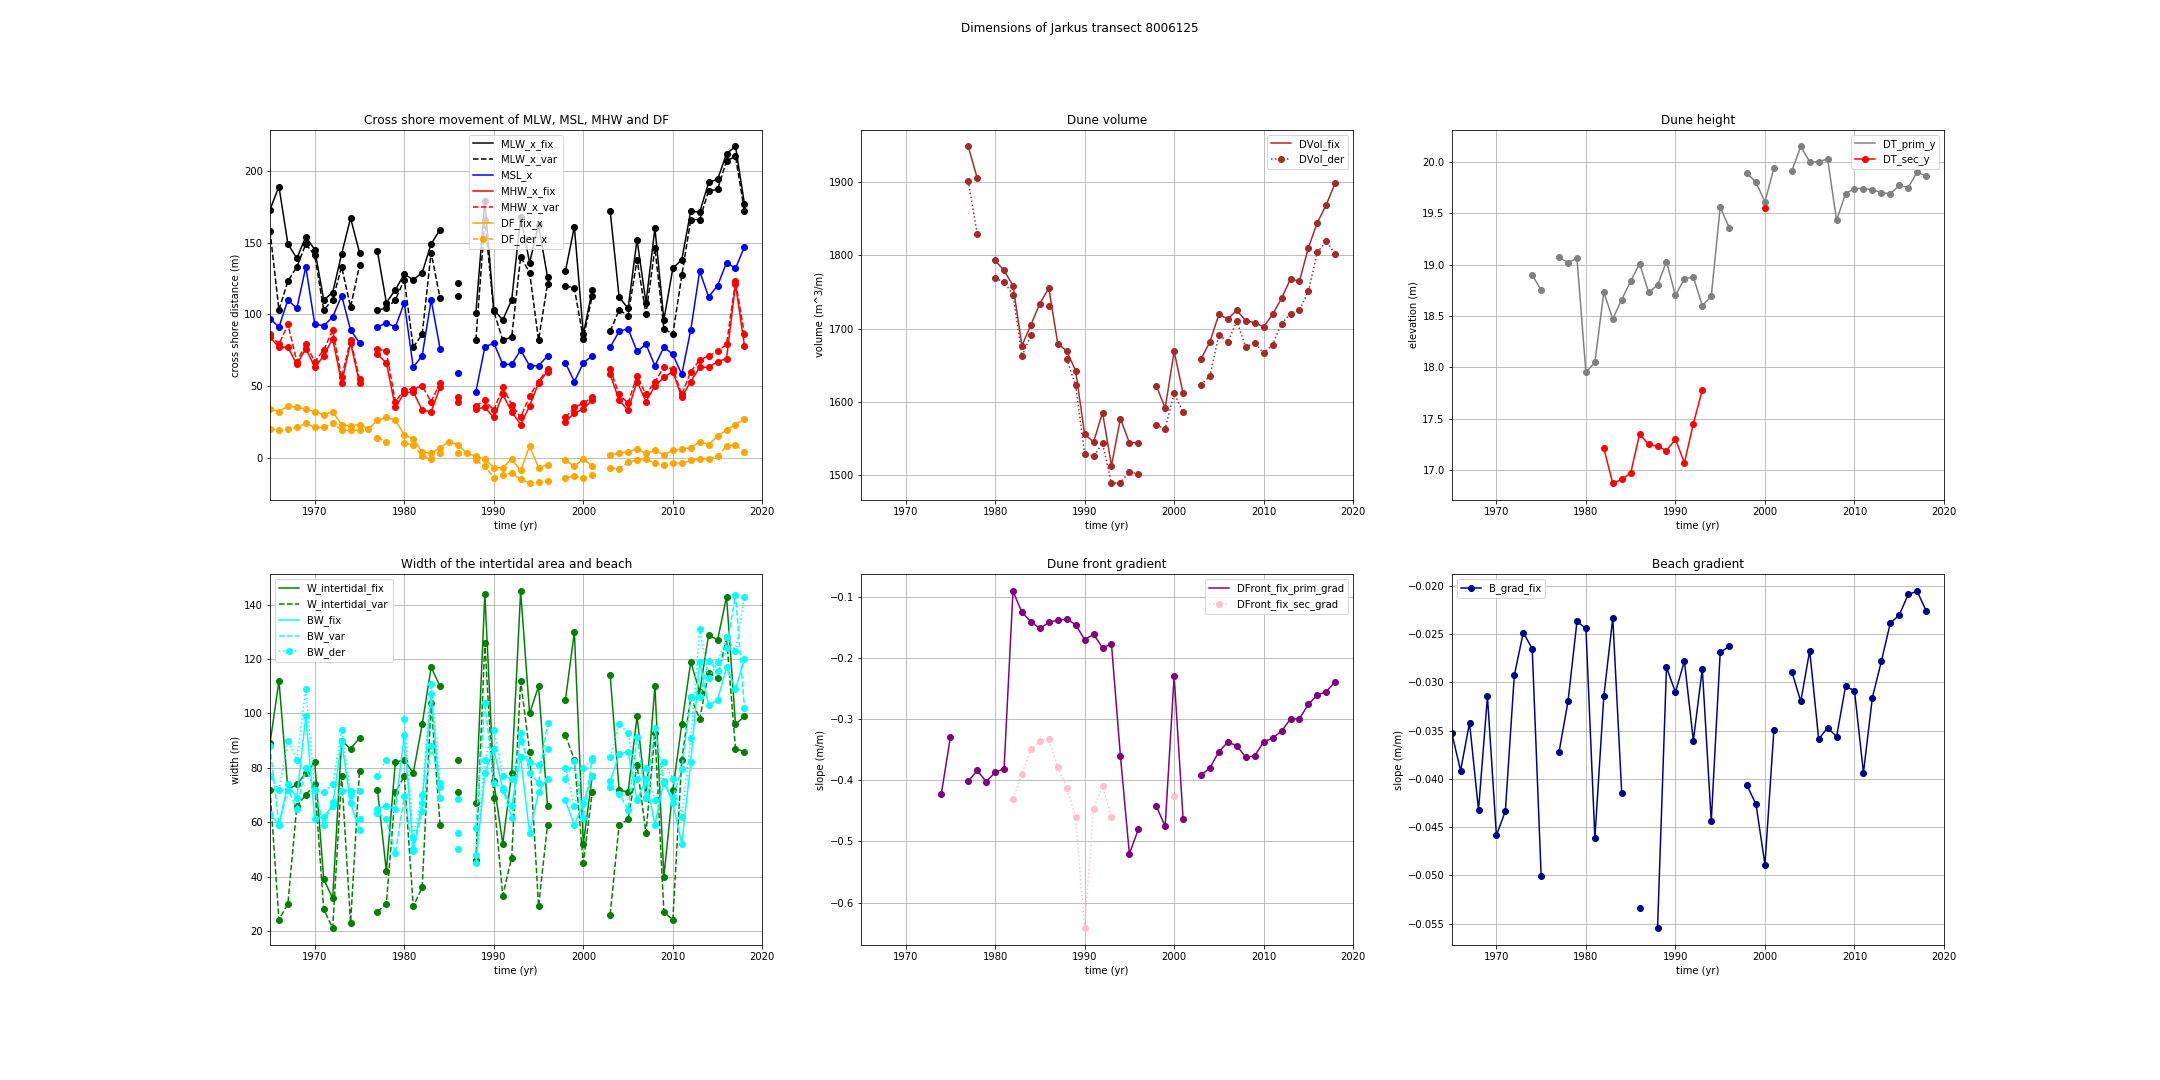 Dimensions of Jarkus transect 8006125
Cross shore movement of MLW, MSL, MHW and DF
cross shore distance (m)
200
150
100
50
0
MLW_x_fix
MLW_x_var
MSL_x
MHW_x_fix
MHW_x_var
DF_fix_x
DF_der_x
1970 1980 1990 2000 2010 2020
time (yr)
Dune volume
volume (m^3/m)
1900
1800
1700
1600
1500
DVol_fix
DVol_der
1970 1980 1990 2000 2010 2020
time (yr)
Dune height
elevation (m)
20.0
19.5
19.0
18.5
18.0
17.5
17.0
DT_prim_y
DT_sec_y
1970 1980 1990 2000 2010 2020
time (yr)
Width of the intertidal area and beach
width (m)
140
120
100
80
60
40
20
W_intertidal_fix
W_intertidal_var
BW_fix
BW_var
BW_der
1970 1980 1990 2000 2010 2020
time (yr)
Dune front gradient
slope (m/m)
−0.1
−0.2
−0.3
−0.4
−0.5
−0.6
DFront_fix_prim_grad
DFront_fix_sec_grad
1970 1980 1990 2000 2010 2020
time (yr)
Beach gradient
slope (m/m)
−0.020
−0.025
−0.030
−0.035
−0.040
−0.045
−0.050
−0.055
B_grad_fix
1970 1980 1990 2000 2010 2020
time (yr)